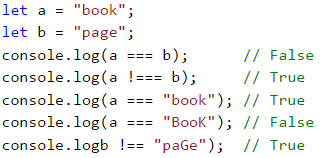 let a = "book";
let b = "page";
console.log(a === b);       // False
console.log(a !=== b);      // True
console.log(a === "book"); // True
console.log(a === "BooK"); // False
console.logb !== "paGe");  // True